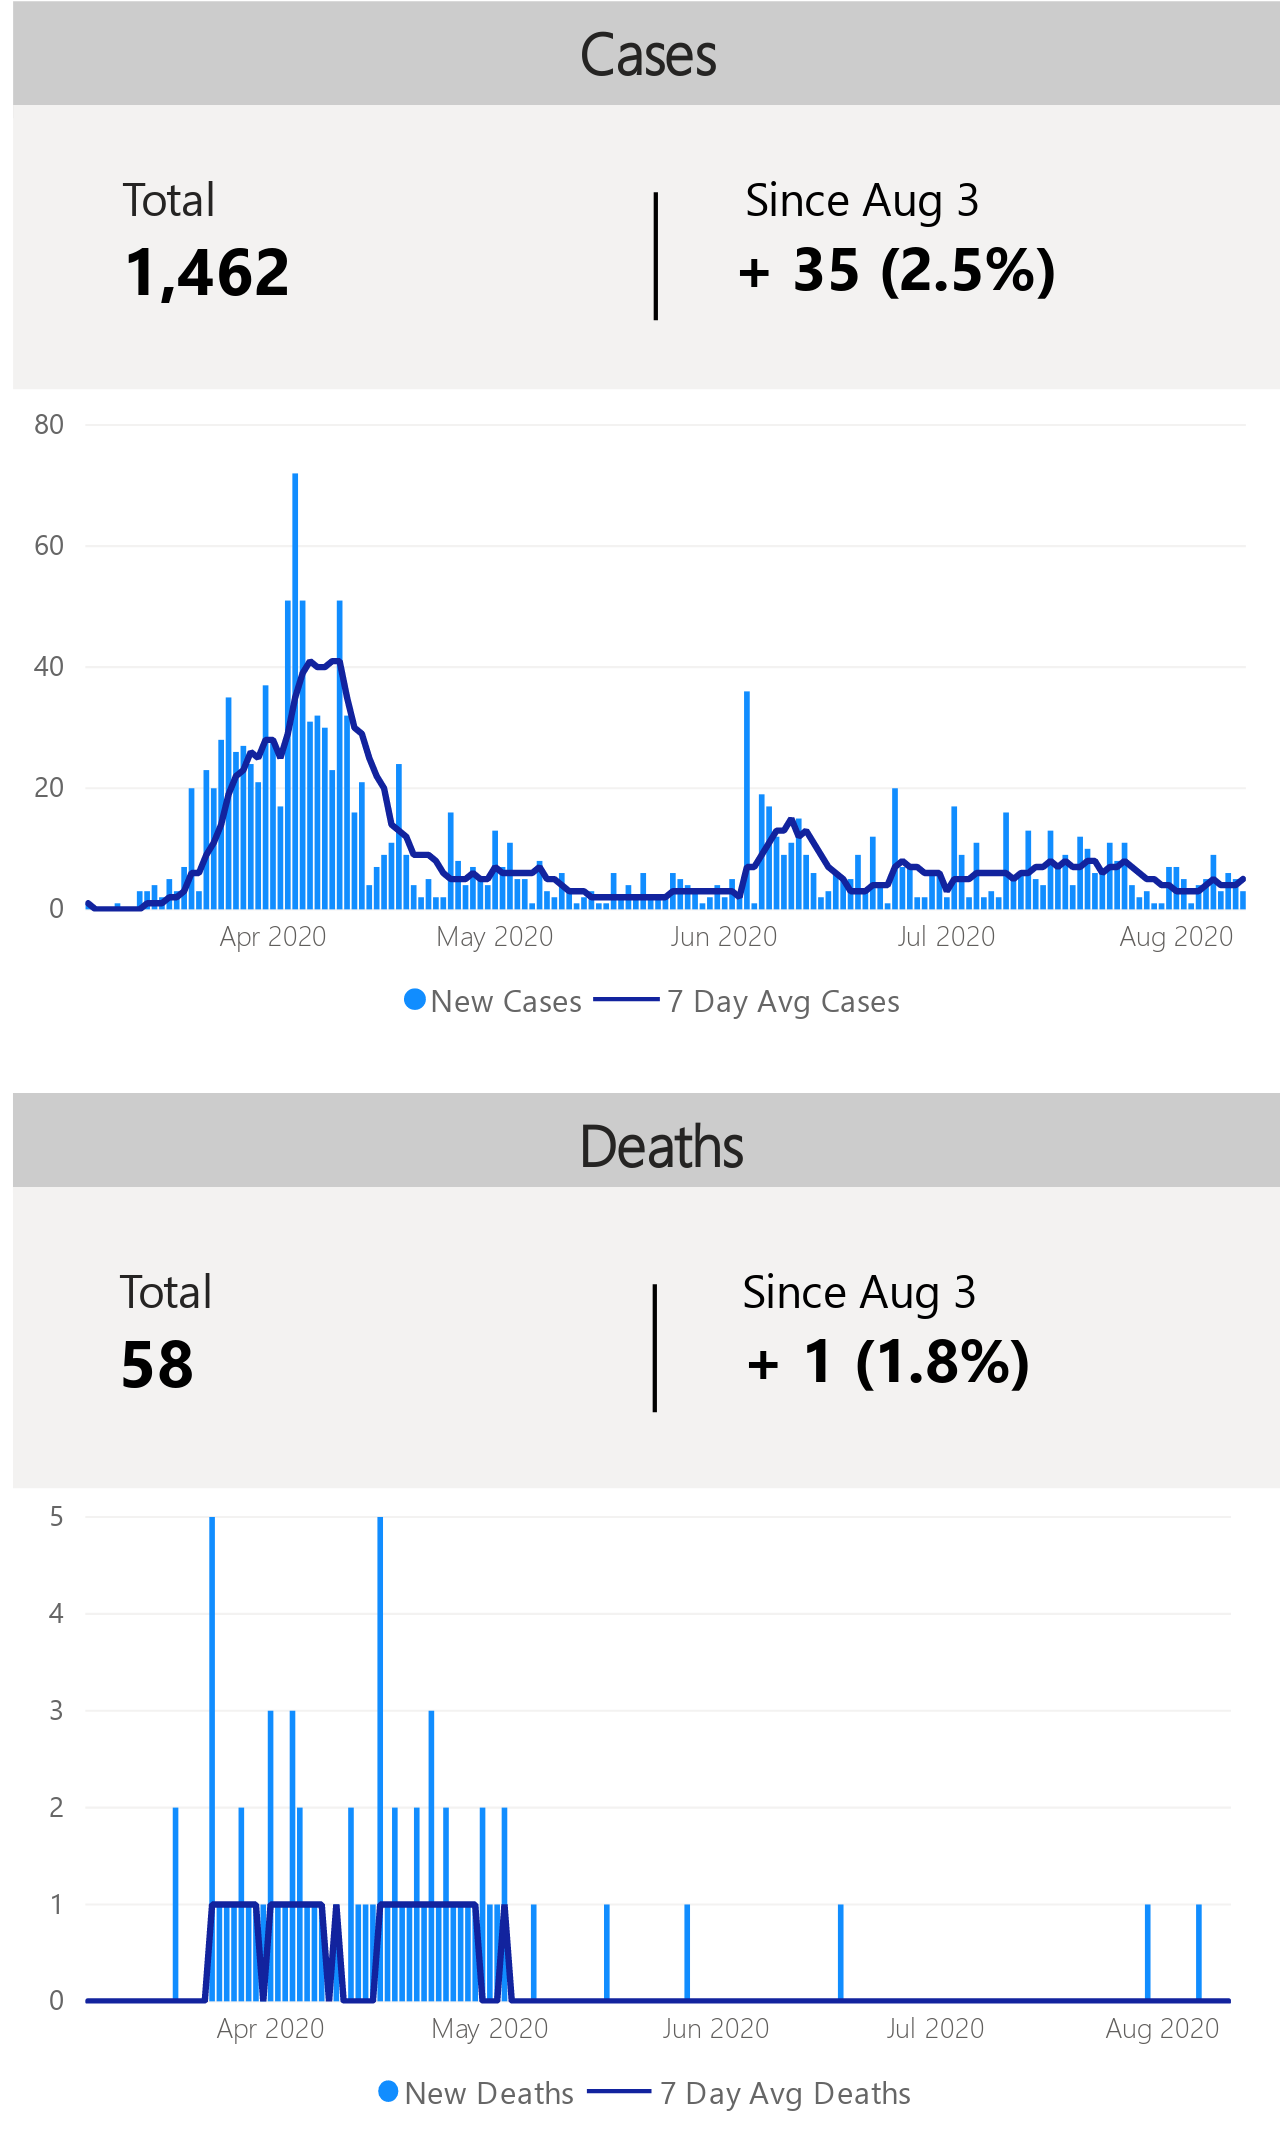 Cases
Total
Since Aug 3
1,462
+ 35 (2.5%)
80
60
40
20
0
Apr 2020
May 2020
Jun 2020
Jul 2020
Aug 2020
New Cases
7 Day Avg Cases
Deaths
Total
Since Aug 3
58
+ 1 (1.8%)
5
4
3
2
1
0
Apr 2020
May 2020
Jun 2020
Jul 2020
Aug 2020
New Deaths
7 Day Avg Deaths